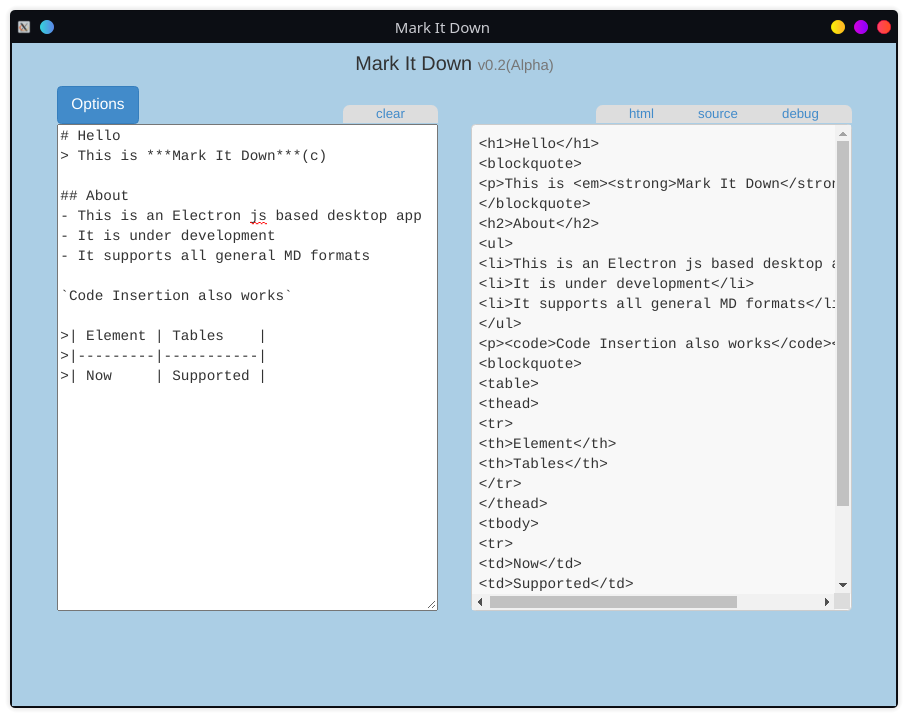 Mark It Down
Mark It Down v0.2(Alpha)
Options
clear
html source debug
# Hello
> This is ***Mark It Down***(c)
## About
- This is an Electron js based desktop app
- It is under development
- It supports all general MD formats
`Code Insertion also works`
>| Element | Tables    |
>|---------|-----------|
>| Now     | Supported |
<h1>Hello</h1>
<blockquote>
<p>This is <em><strong>Mark It Down</stron
</blockquote>
<h2>About</h2>
<ul>
<li>This is an Electron js based desktop a
<li>It is under development</li>
<li>It supports all general MD formats</li
</ul>
<p><code>Code Insertion also works</code><
<blockquote>
<table>
<thead>
<tr>
<th>Element</th>
<th>Tables</th>
</tr>
</thead>
<tbody>
<tr>
<td>Now</td>
<td>Supported</td>